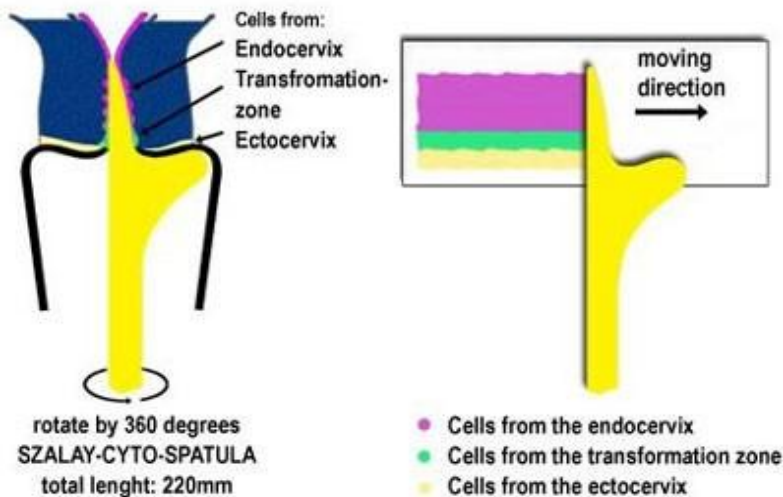 Cells from:
Endocervix
Transfromation-
zone
Ectocervix
rotate by 360 degrees
SZALAY-CYTO-SPATULA
total lenght: 220mm
moving
direction
Cells from the endocervix
Cells from the transformation zone
Cells from the ectocervix